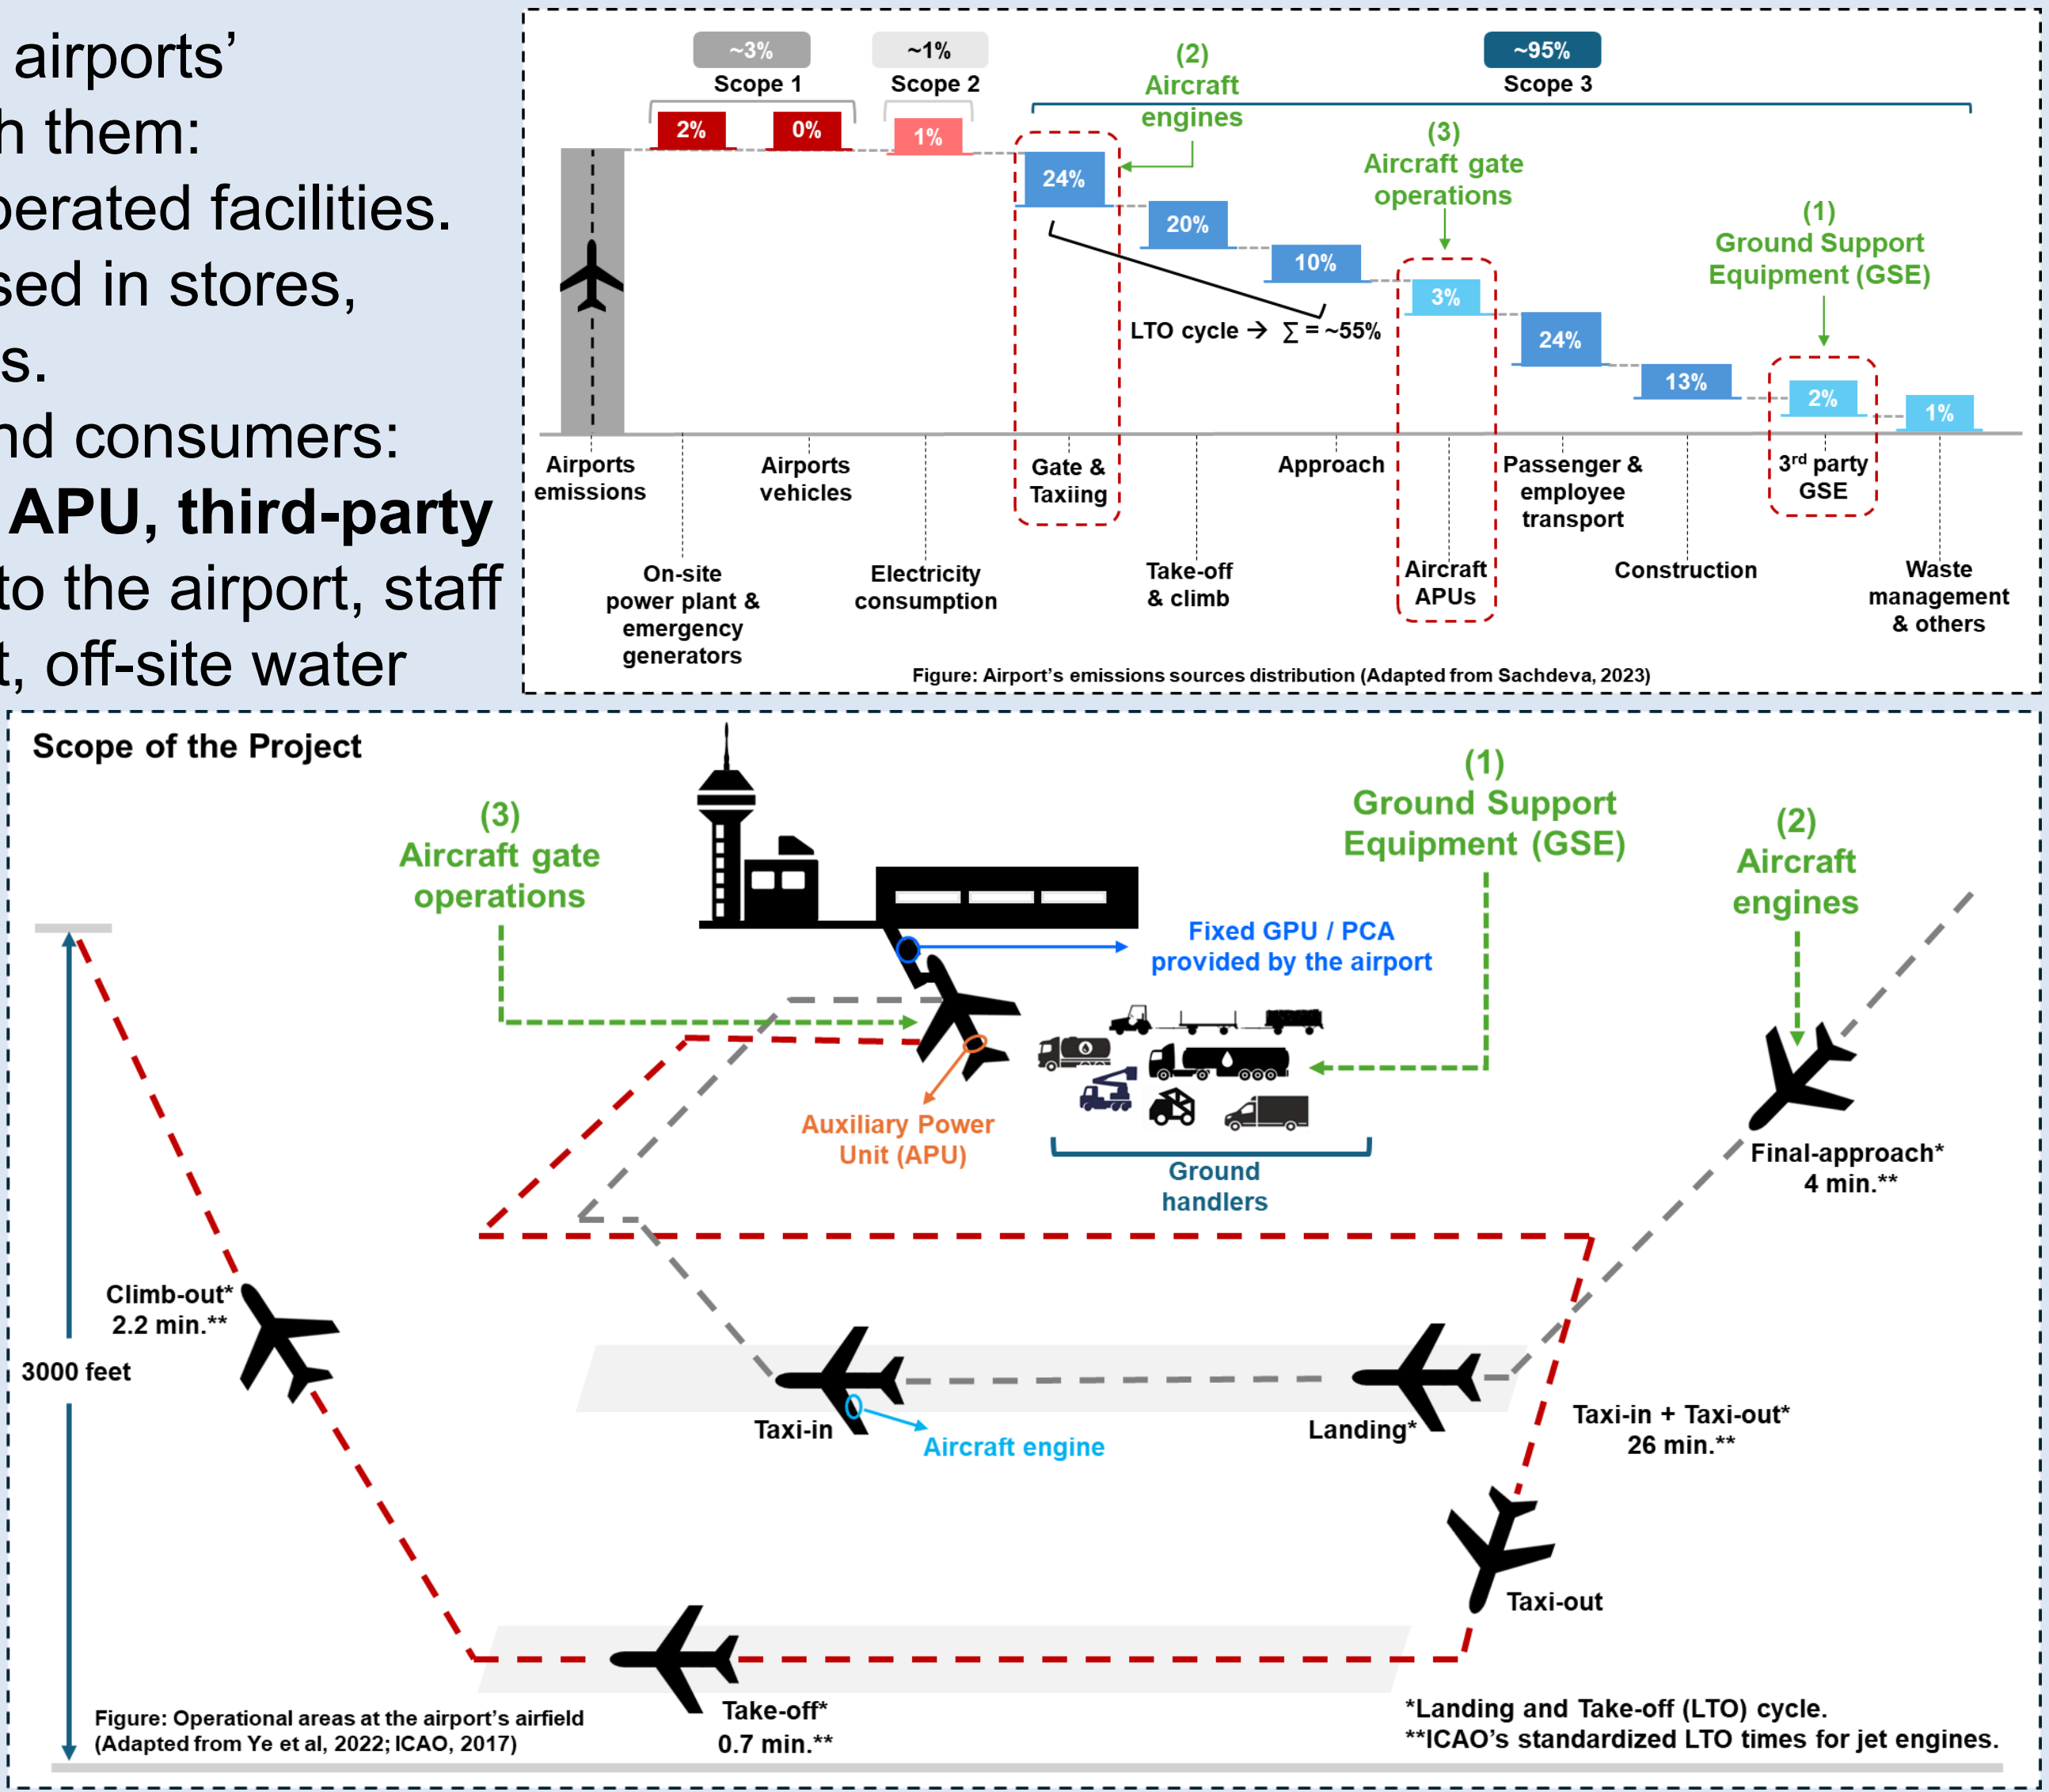 airports’
h them:
perated facilities.
sed in stores,
s.
nd consumers:
APU, third-party
to the airport, staff
t, off-site water
~3%
Scope 1
~1%
Scope 2
~95%
Scope 3
(2)
Aircraft
engines
(3)
Aircraft gate
operations
(1)
Ground Support
Equipment (GSE)
2%
0%
1%
24%
20%
10%
3%
24%
13%
2%
1%
LTO cycle → ∑ = ~55%
Airports
emissions
On-site
power plant &
emergency
generators
Airports
vehicles
Electricity
consumption
Gate &
Taxiing
Take-off
& climb
Approach
Aircraft
APUs
Passenger &
employee
transport
Construction
3rd party
GSE
Waste
management
& others
Figure: Airport’s emissions sources distribution (Adapted from Sachdeva, 2023)
Scope of the Project
(3)
Aircraft gate
operations
(1)
Ground Support
Equipment (GSE)
(2)
Aircraft
engines
Fixed GPU / PCA
provided by the airport
Auxiliary Power
Unit (APU)
Ground
handlers
Final-approach*
4 min.**
Climb-out*
2.2 min.**
3000 feet
Taxi-in
Aircraft engine
Landing*
Taxi-in + Taxi-out*
26 min.**
Taxi-out
Take-off*
0.7 min.**
Figure: Operational areas at the airport’s airfield
(Adapted from Ye et al, 2022; ICAO, 2017)
*Landing and Take-off (LTO) cycle.
**ICAO’s standardized LTO times for jet engines.